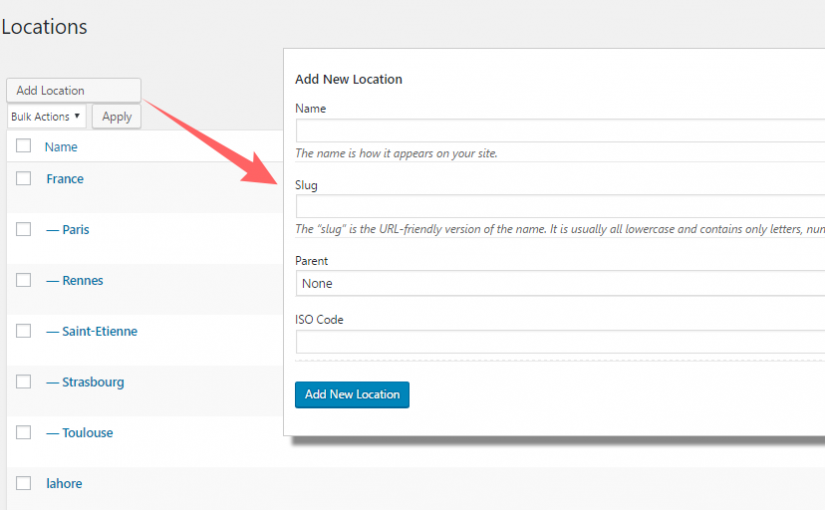 Locations
Add Location
Bulk Actions
Apply
Name
France
— Paris
— Rennes
— Saint-Etienne
— Strasbourg
— Toulouse
lahore
Add New Location
Name
The name is how it appears on your site.
Slug
The “slug” is the URL-friendly version of the name. It is usually all lowercase and contains only letters,
Parent
None
ISO Code
Add New Location